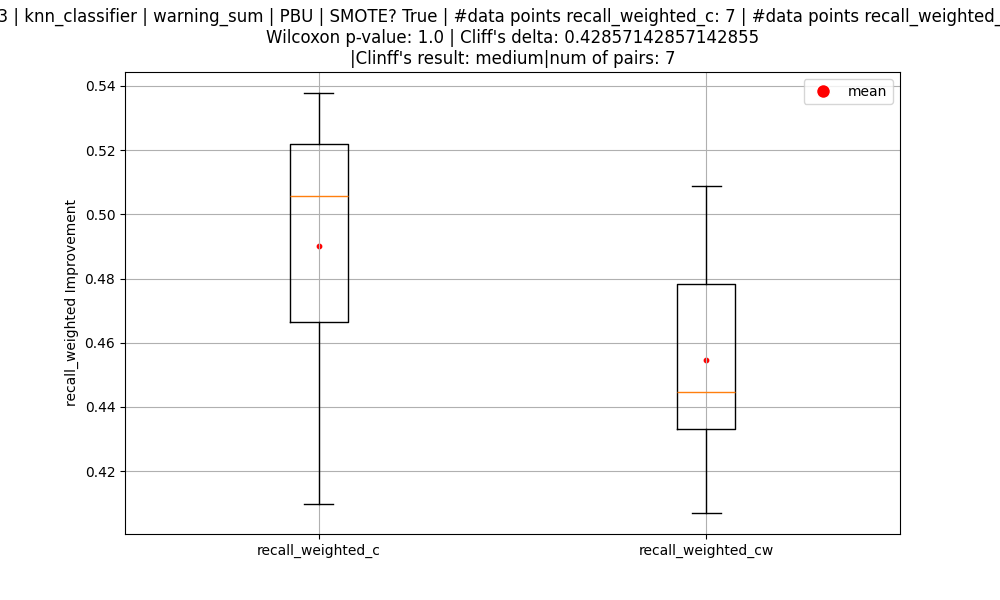 3 | knn_classifier | warning_sum | PBU | SMOTE? True | #data points recall_weighted_c: 7 | #data points recall_weighted_
Wilcoxon p-value: 1.0 | Cliff's delta: 0.42857142857142855
|Clinff's result: medium|num of pairs: 7
mean
recall_weighted Improvement
0.54
0.52
0.50
0.48
0.46
0.44
0.42
recall_weighted_c
recall_weighted_cw